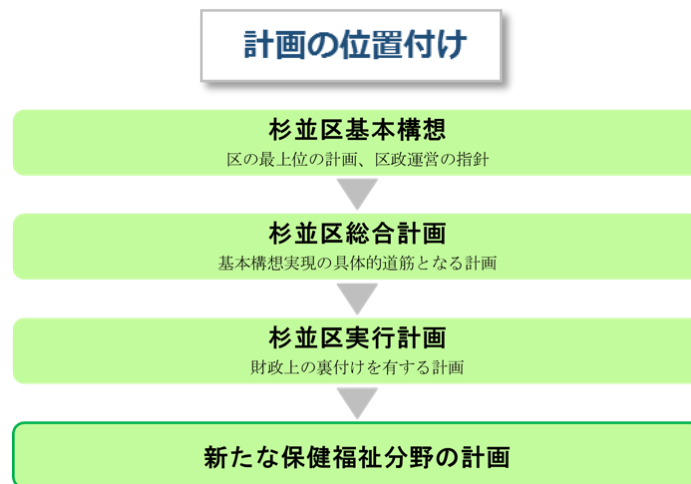 計画の位置付け
杉並区基本構想
区の最上位の計画、区政運営の指針
杉並区総合計画
基本構想実現の具体的道筋となる計画
杉並区実行計画
財政上の裏付けを有する計画
新たな保健福祉分野の計画